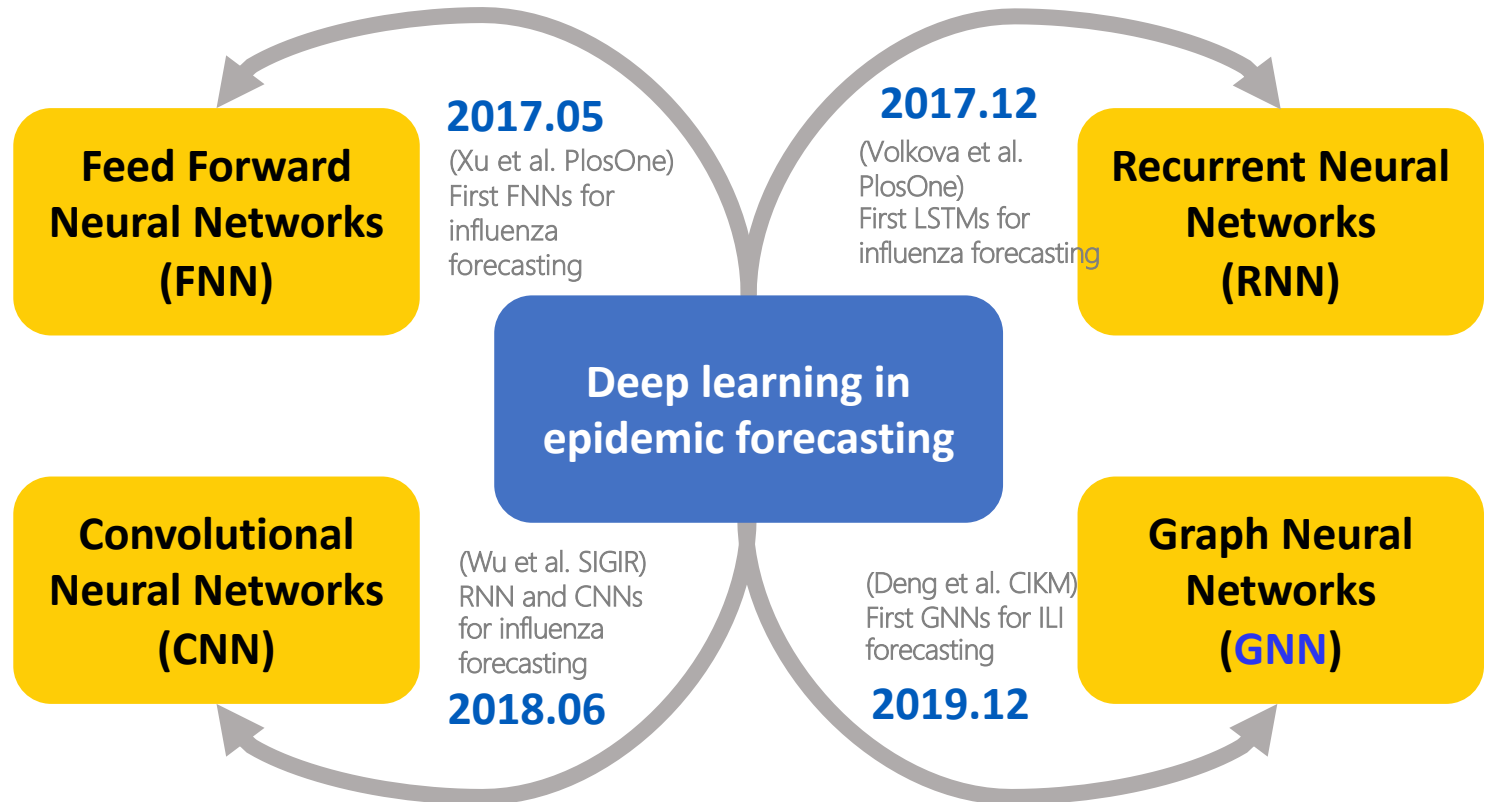 2017.05
(Xu et al. PlosOne)
First FNNs for
influenza
forecasting
2017.12
(Volkova et al.
PlosOne)
First LSTMs for
influenza forecasting
Feed Forward
Neural Networks
(FNN)
Recurrent Neural
Networks
(RNN)
Deep learning in
epidemic forecasting
Convolutional
Neural Networks
(CNN)
(Wu et al. SIGIR)
RNN and CNNs
for influenza
forecasting
2018.06
(Deng et al. CIKM)
First GNNs for ILI
forecasting
2019.12
Graph Neural
Networks
(GNN)